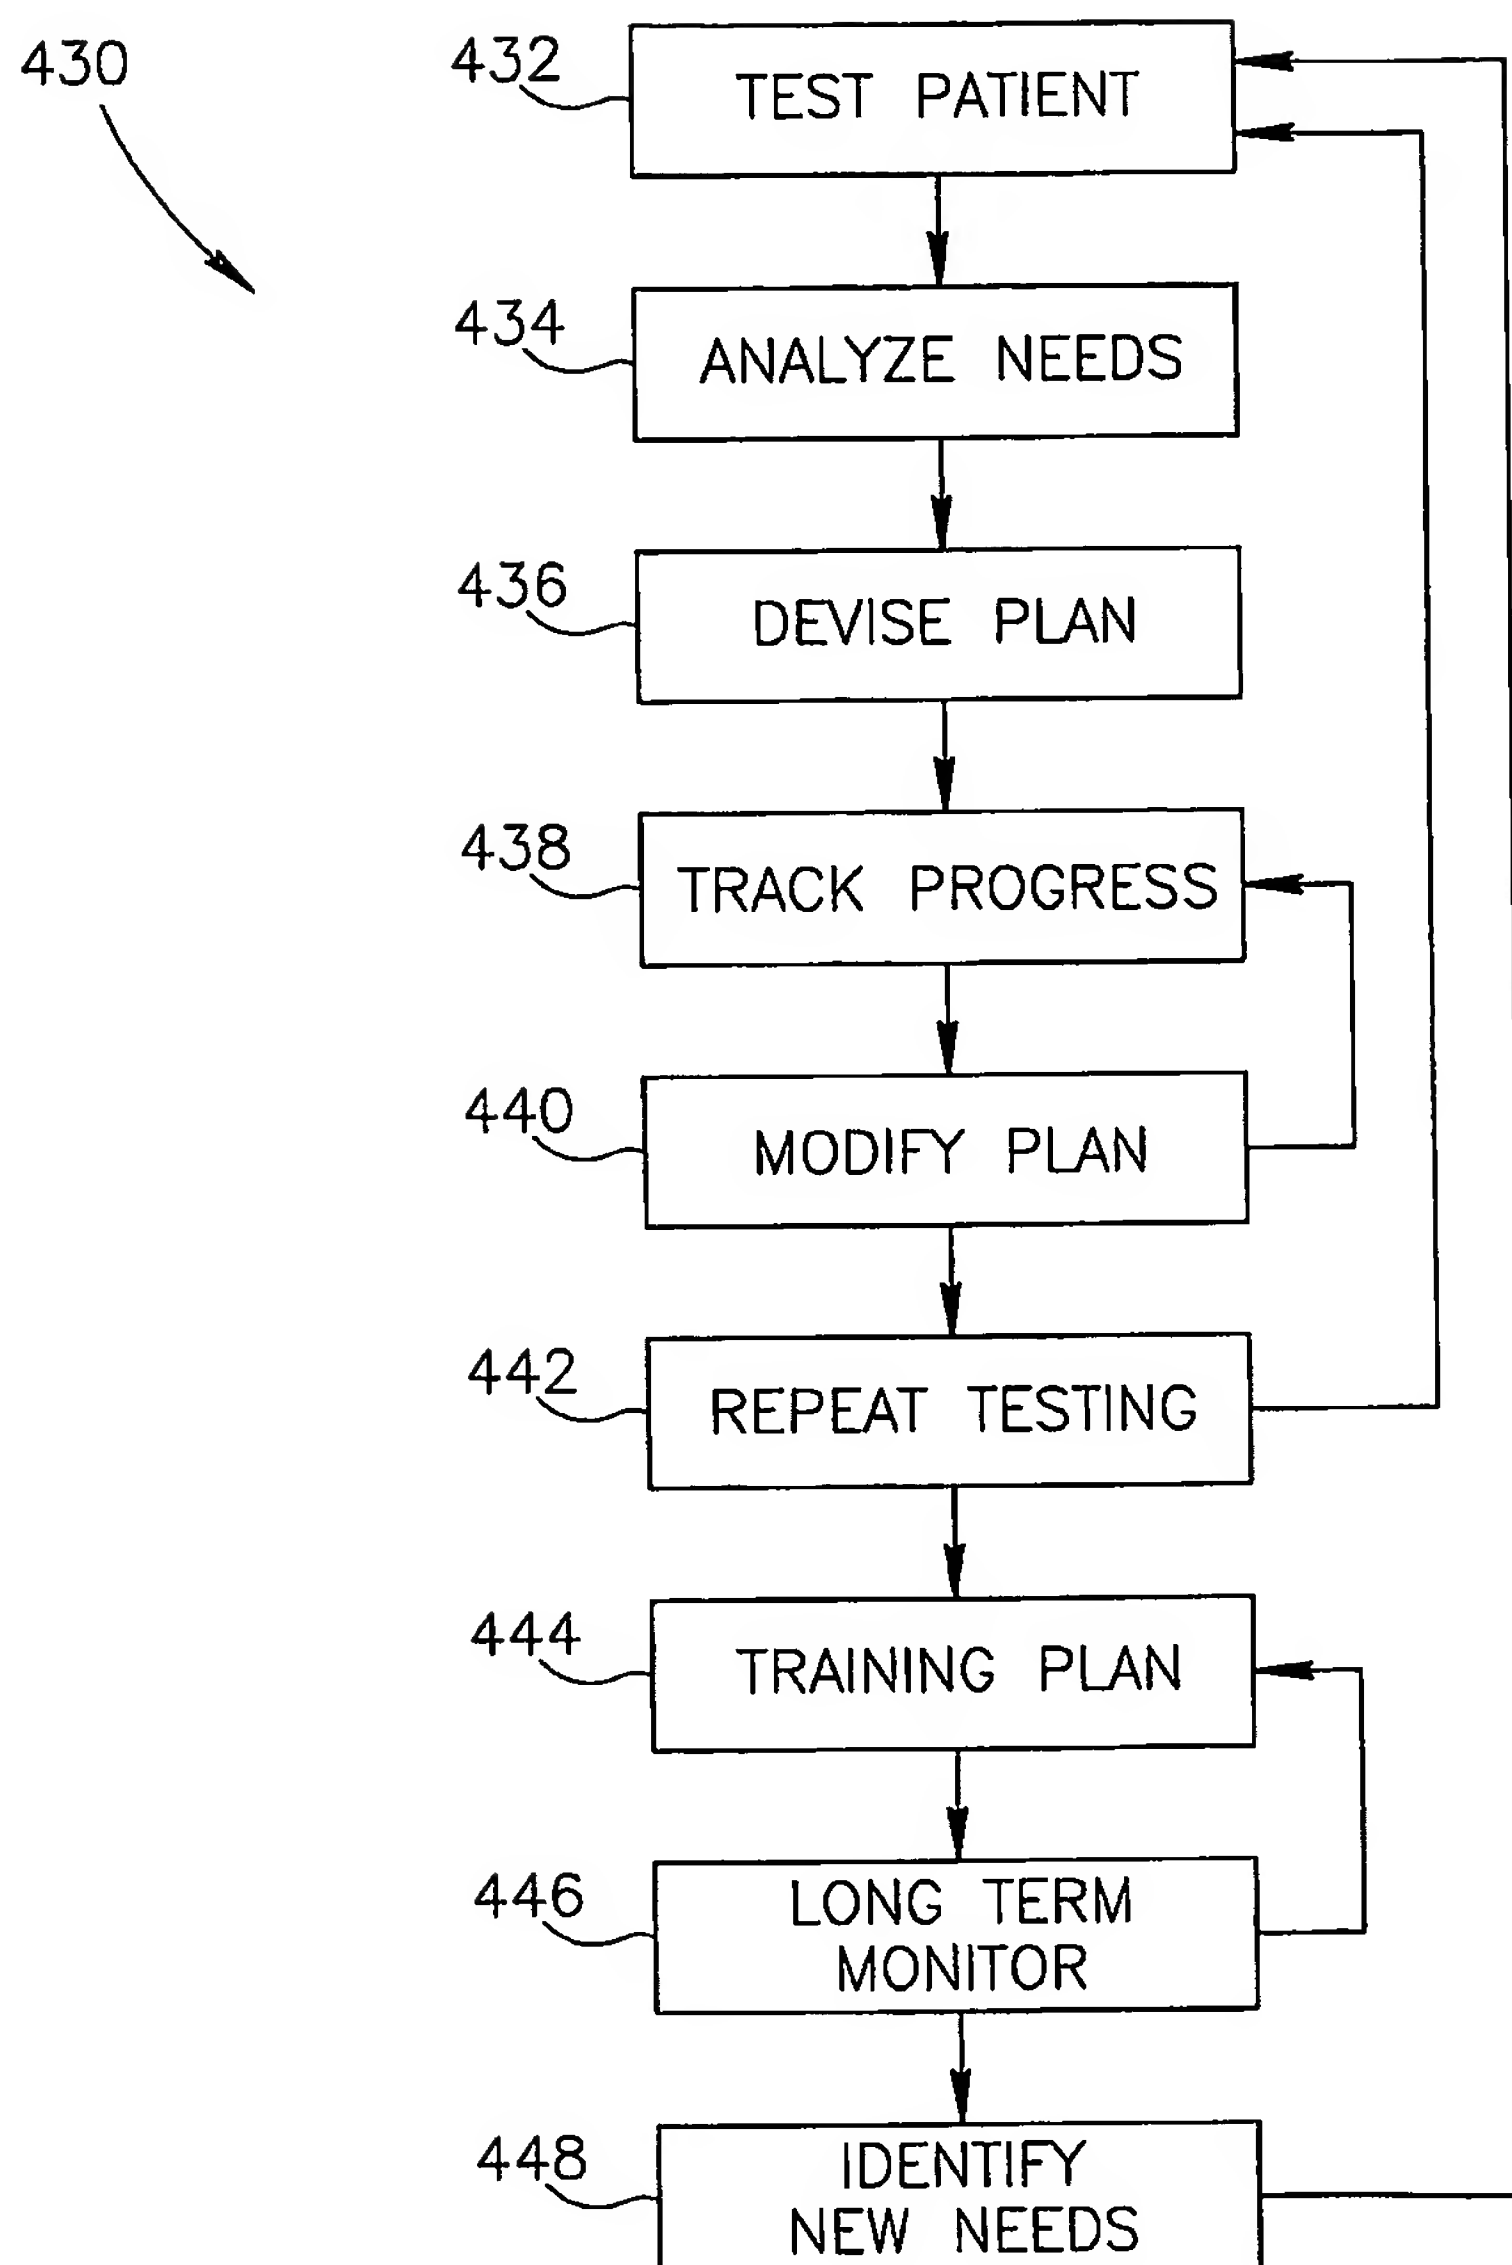 430
432
TEST PATIENT
434
ANALYZE NEEDS
436
DEVISE PLAN
438
TRACK PROGRESS
440
MODIFY PLAN
442
REPEAT TESTING
444
TRAINING PLAN
446
LONG TERM
MONITOR
448
IDENTIFY
NEW NEEDS